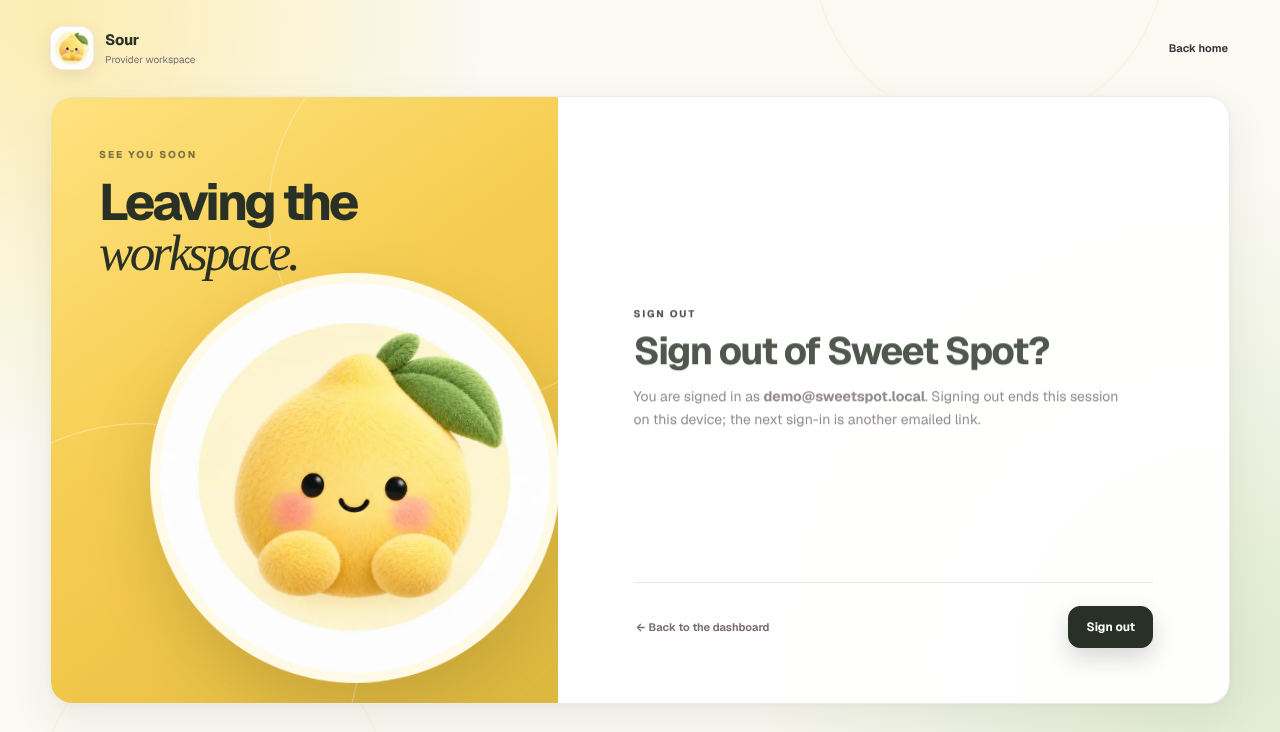 Sour
Provider workspace
Back home
SEE YOU SOON
Leaving the
workspace.
SIGN OUT
Sign out of Sweet Spot?
You are signed in as demo@sweetspot.local. Signing out ends this session
on this device; the next sign-in is another emailed link.
← Back to the dashboard
Sign out